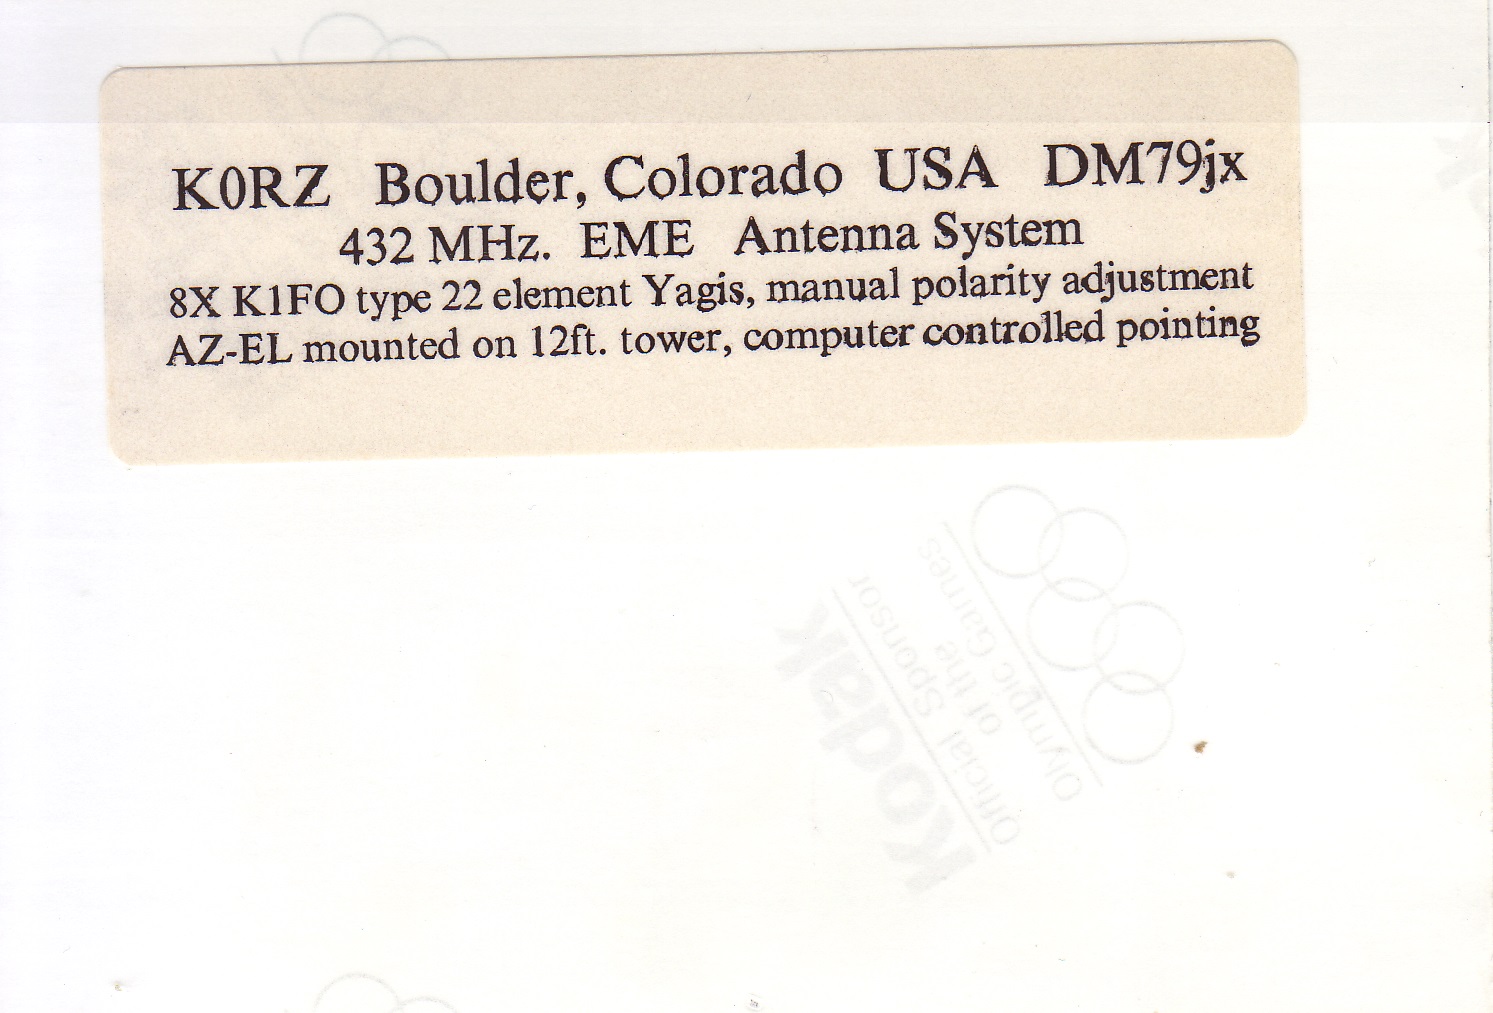 K0RZ Boulder, Colorado USA DM79jx
432 MHz. EME Antenna System
8X K1FO type 22 element Yagis, manual polarity adjustment
AZ-EL mounted on 12ft. tower, computer controlled pointing
Kodak
Official Sponsor
of the
Olympic Games